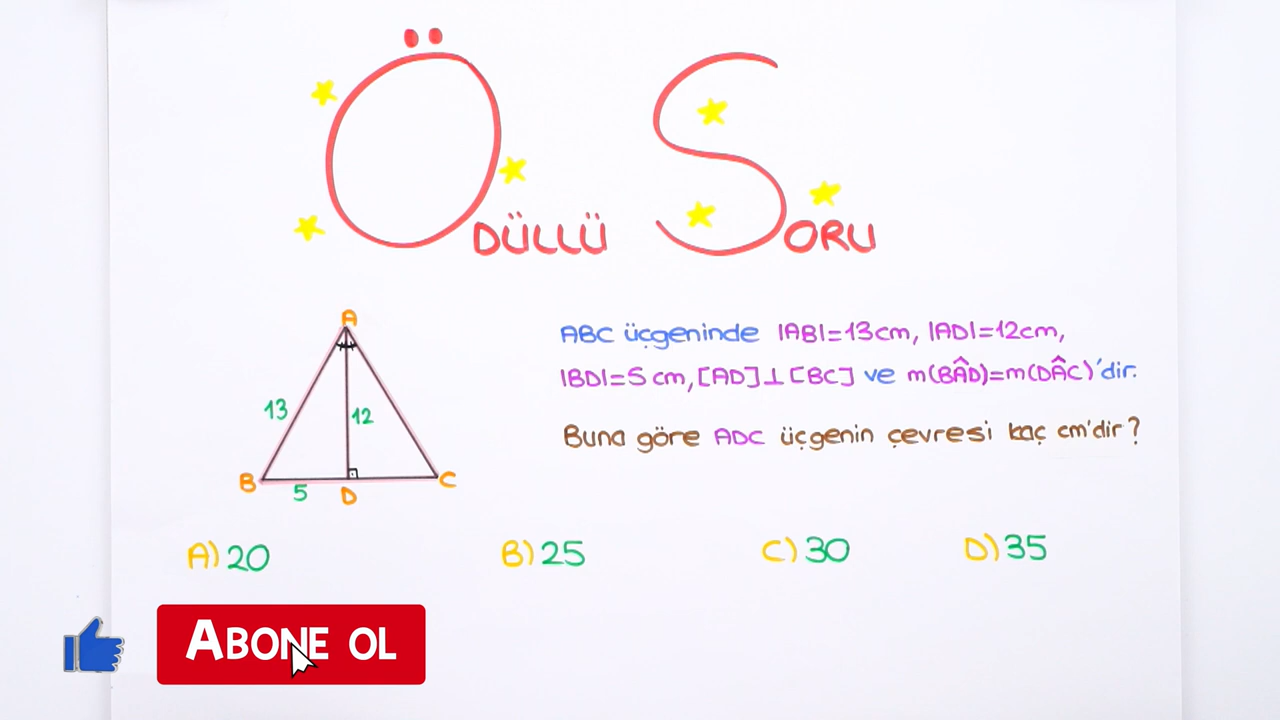 ÖDÜLLÜ SORU
A
13
12
B
5
D
C
ABC üçgeninde |AB|=13cm, |AD|=12cm,
|BD|=5 cm, [AD]⊥[BC] ve m(BÂD)=m(DÂC)'dir.
Buna göre ADC üçgenin çevresi kaç cm'dir?
A) 20 B) 25 C) 30 D) 35
ABONE OL